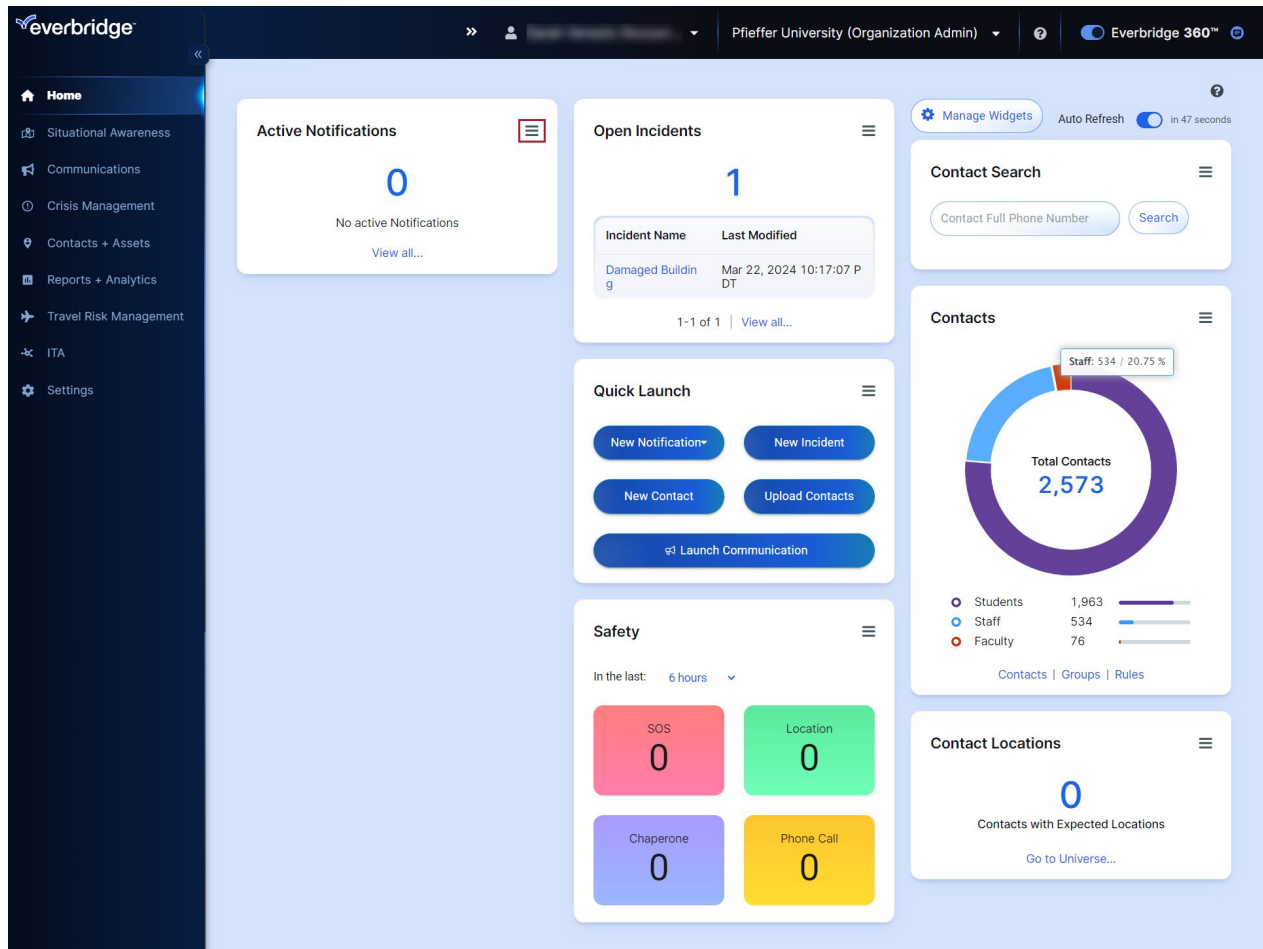 everbridge™
«
»
Pfieffer University (Organization Admin)
?
Everbridge 360™
Home
Situational Awareness
Communications
Crisis Management
Contacts + Assets
Reports + Analytics
Travel Risk Management
ITA
Settings
Active Notifications
0
No active Notifications
View all...
Open Incidents
1
Incident Name Last Modified
Damaged Buildin Mar 22, 2024 10:17:07 P
g DT
1-1 of 1 | View all...
Quick Launch
New Notification
New Incident
New Contact
Upload Contacts
Launch Communication
Safety
In the last: 6 hours
SOS
0
Location
0
Chaperone
0
Phone Call
0
?
Manage Widgets
Auto Refresh in 47 seconds
Contact Search
Contact Full Phone Number
Search
Contacts
Staff: 534 / 20.75 %
Total Contacts
2,573
Students 1,963
Staff 534
Faculty 76
Contacts | Groups | Rules
Contact Locations
0
Contacts with Expected Locations
Go to Universe...